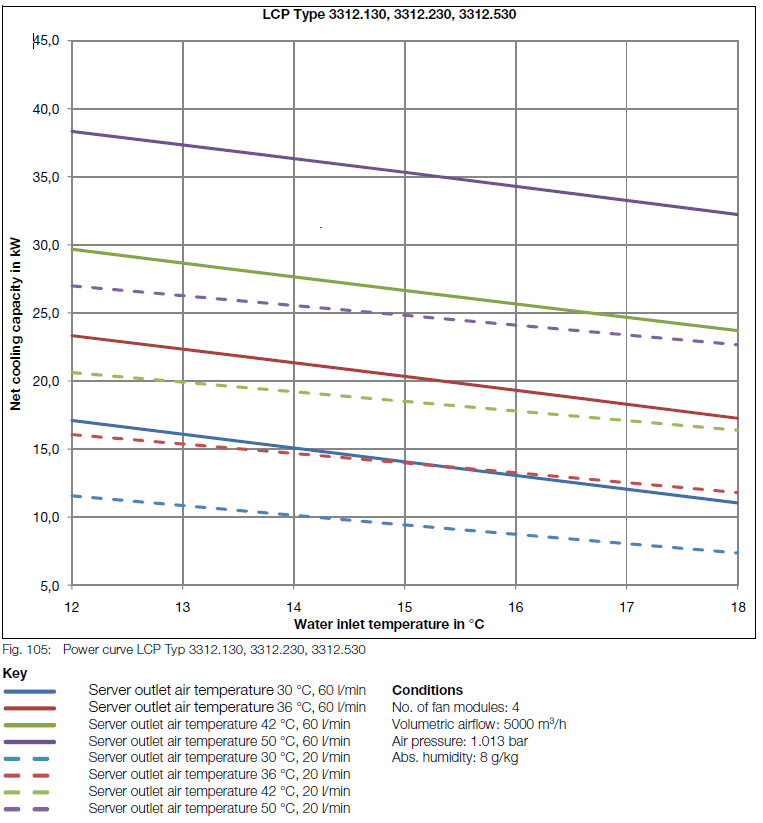 LCP Type 3312.130, 3312.230, 3312.530
45,0
40,0
35,0
30,0
25,0
20,0
15,0
10,0
5,0
Net cooling capacity in kW
12 13 14 15 16 17 18
Water inlet temperature in °C
Fig. 105: Power curve LCP Typ 3312.130, 3312.230, 3312.530
Key
Server outlet air temperature 30 °C, 60 l/min
Server outlet air temperature 36 °C, 60 l/min
Server outlet air temperature 42 °C, 60 l/min
Server outlet air temperature 50 °C, 60 l/min
Server outlet air temperature 30 °C, 20 l/min
Server outlet air temperature 36 °C, 20 l/min
Server outlet air temperature 42 °C, 20 l/min
Server outlet air temperature 50 °C, 20 l/min
Conditions
No. of fan modules: 4
Volumetric airflow: 5000 m³/h
Air pressure: 1.013 bar
Abs. humidity: 8 g/kg